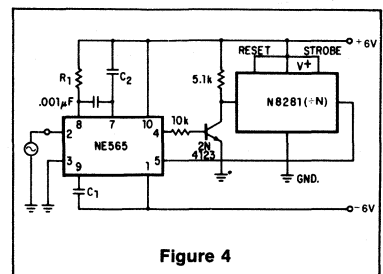 +6V
RESET STROBE
V+
R1
C2
5.1k
.001µF
N8281(÷N)
8 7 10
10k
2 4
NE565
2N
4123
3 5
9 1
GND.
C1
-6V
Figure 4